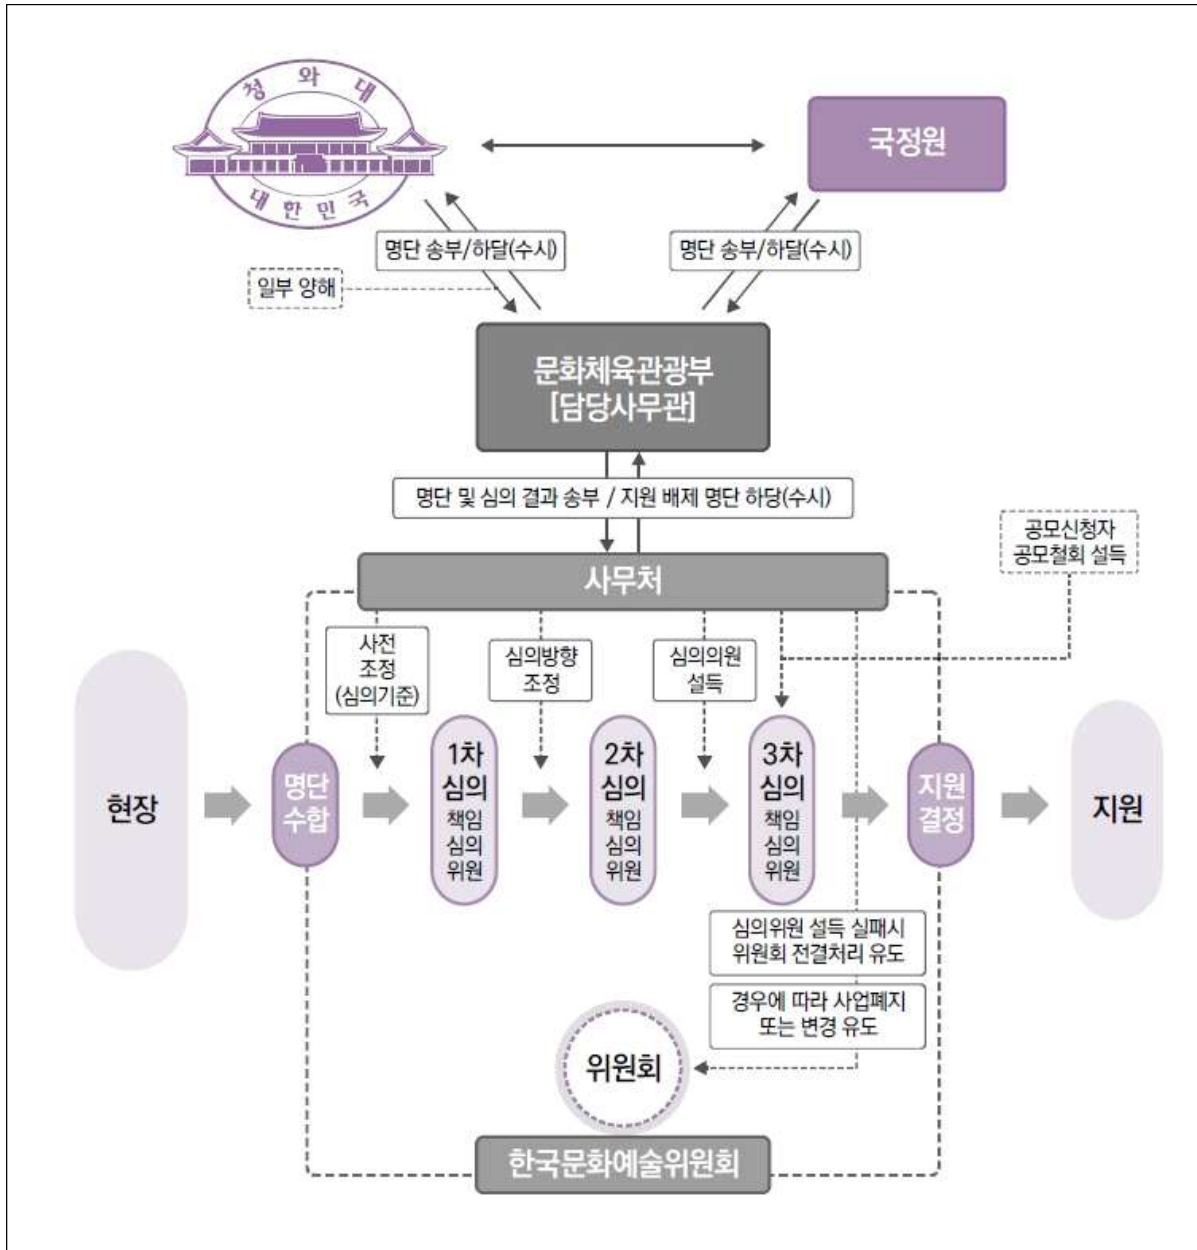 청와대
대한민국
국정원
명단 송부/하달(수시)
명단 송부/하달(수시)
일부 양해
문화체육관광부
[담당사무관]
명단 및 심의 결과 송부 / 지원 배제 명단 하당(수시)
공모신청자
공모철회 설득
사무처
사전
조정
(심의기준)
심의방향
조정
심의의원
설득
현장
명단
수합
1차
심의
책임
심의
위원
2차
심의
책임
심의
위원
3차
심의
책임
심의
위원
지원
결정
지원
심의위원 설득 실패시
위원회 전결처리 유도
경우에 따라 사업폐지
또는 변경 유도
위원회
한국문화예술위원회